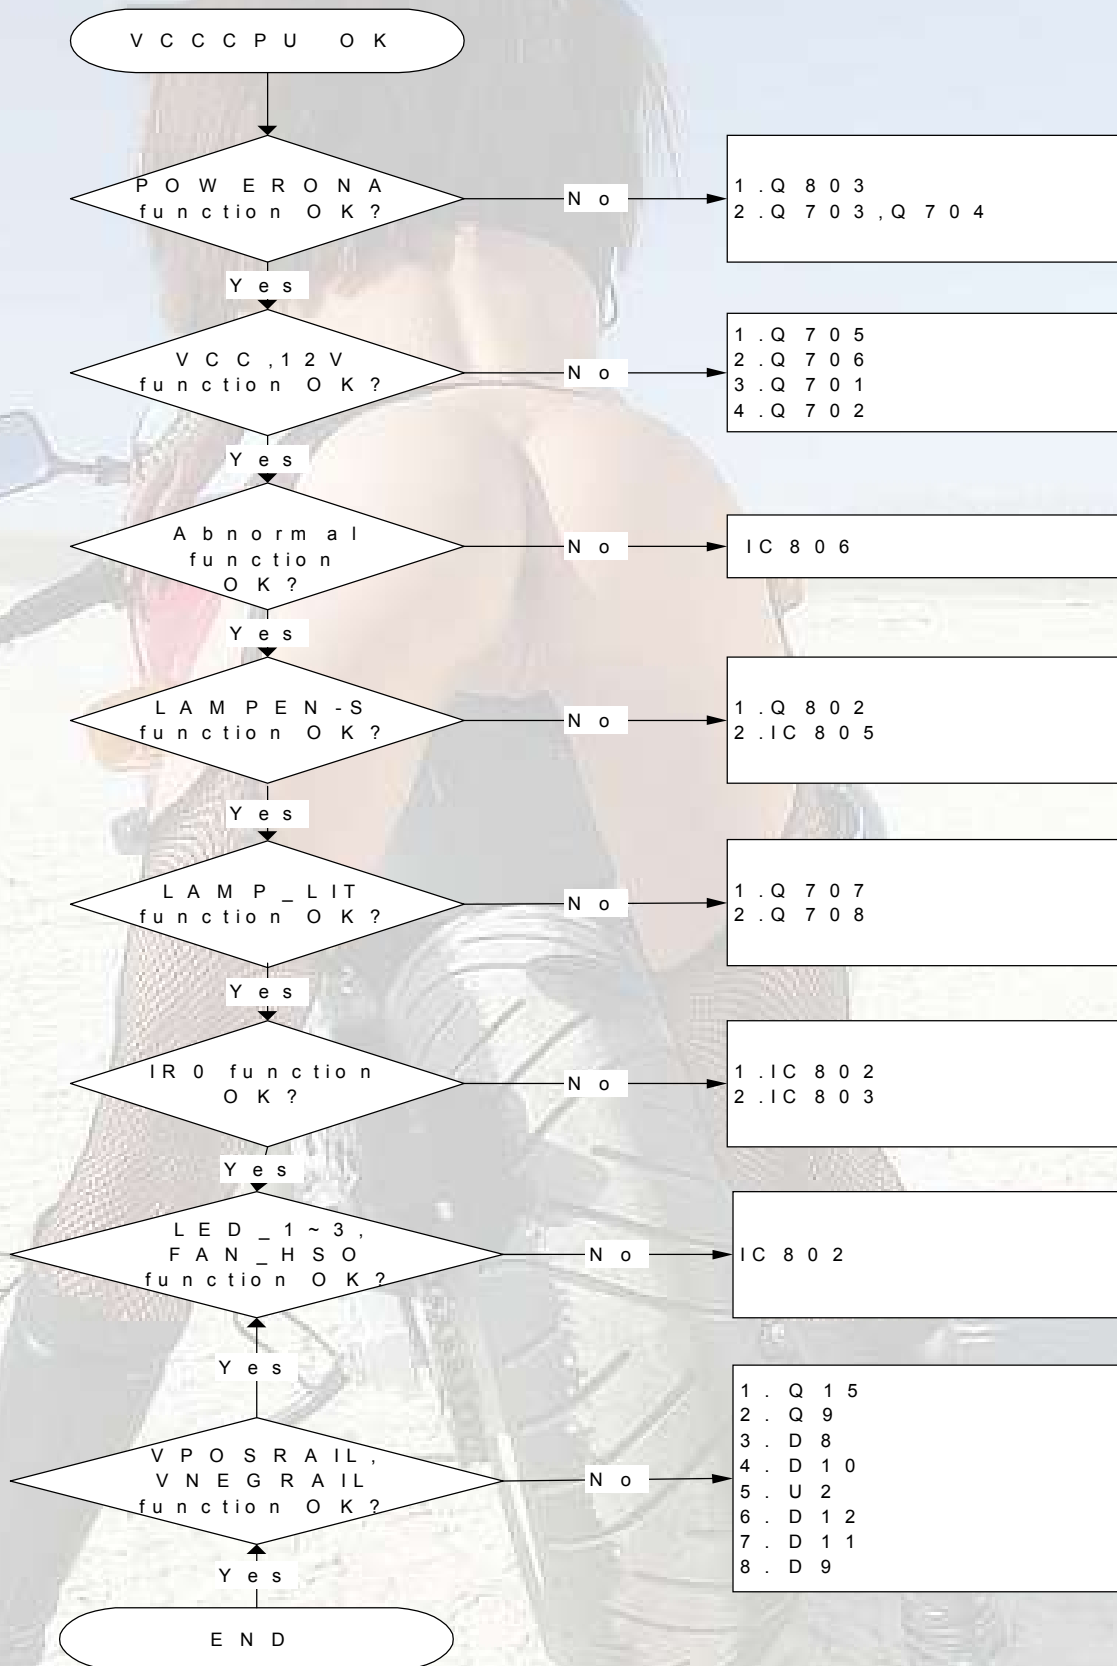 VCCCPU OK
POWERONA
function OK?
No
1.Q803
2.Q703,Q704
Yes
VCC,12V
function OK?
No
1.Q705
2.Q706
3.Q701
4.Q702
Yes
Abnormal
function
OK?
No
IC806
Yes
LAMPEN-S
function OK?
No
1.Q802
2.IC805
Yes
LAMP_LIT
function OK?
No
1.Q707
2.Q708
Yes
IR0 function
OK?
No
1.IC802
2.IC803
Yes
LED_1~3,
FAN_HSO
function OK?
No
IC802
Yes
VPOSRAIL,
VNEGRAIL
function OK?
No
1. Q15
2. Q9
3. D8
4. D10
5. U2
6. D12
7. D11
8. D9
Yes
END